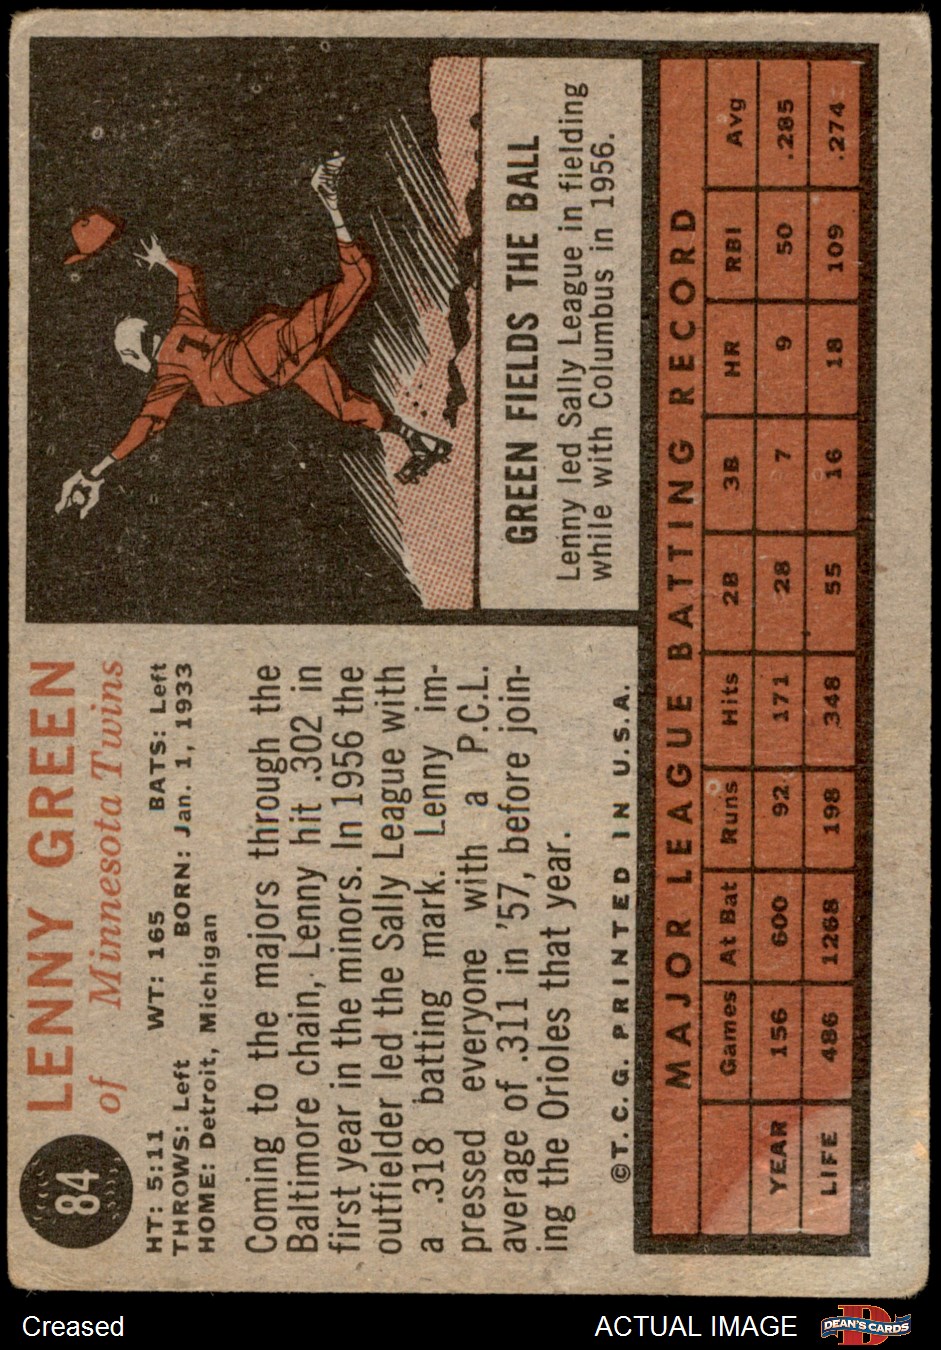 84
LENNY GREEN
of Minnesota Twins
HT: 5:11 WT: 165 BATS: Left
THROWS: Left BORN: Jan. 1, 1933
HOME: Detroit, Michigan
Coming to the majors through the
Baltimore chain, Lenny hit .302 in
first year in the minors. In 1956 the
outfielder led the Sally League with
a .318 batting mark. Lenny im-
pressed everyone with a P.C.L.
average of .311 in '57, before join-
ing the Orioles that year.
©T. C. G. PRINTED IN U.S.A.
1
GREEN FIELDS THE BALL
Lenny led Sally League in fielding
while with Columbus in 1956.
MAJOR LEAGUE BATTING RECORD
Games At Bat Runs Hits 2B 3B HR RBI Avg
YEAR 156 600 92 171 28 7 9 50 .285
LIFE 486 1268 198 348 55 16 18 109 .274
Creased
ACTUAL IMAGE
D
DEAN'S CARDS